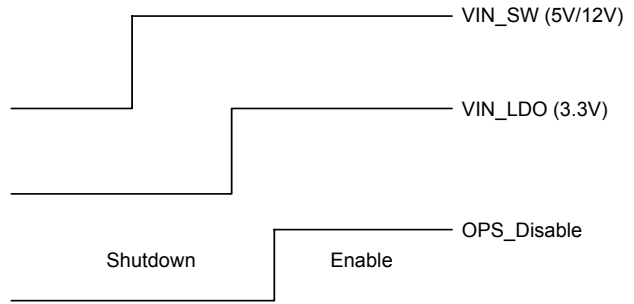 VIN_SW (5V/12V)
VIN_LDO (3.3V)
OPS_Disable
Shutdown
Enable